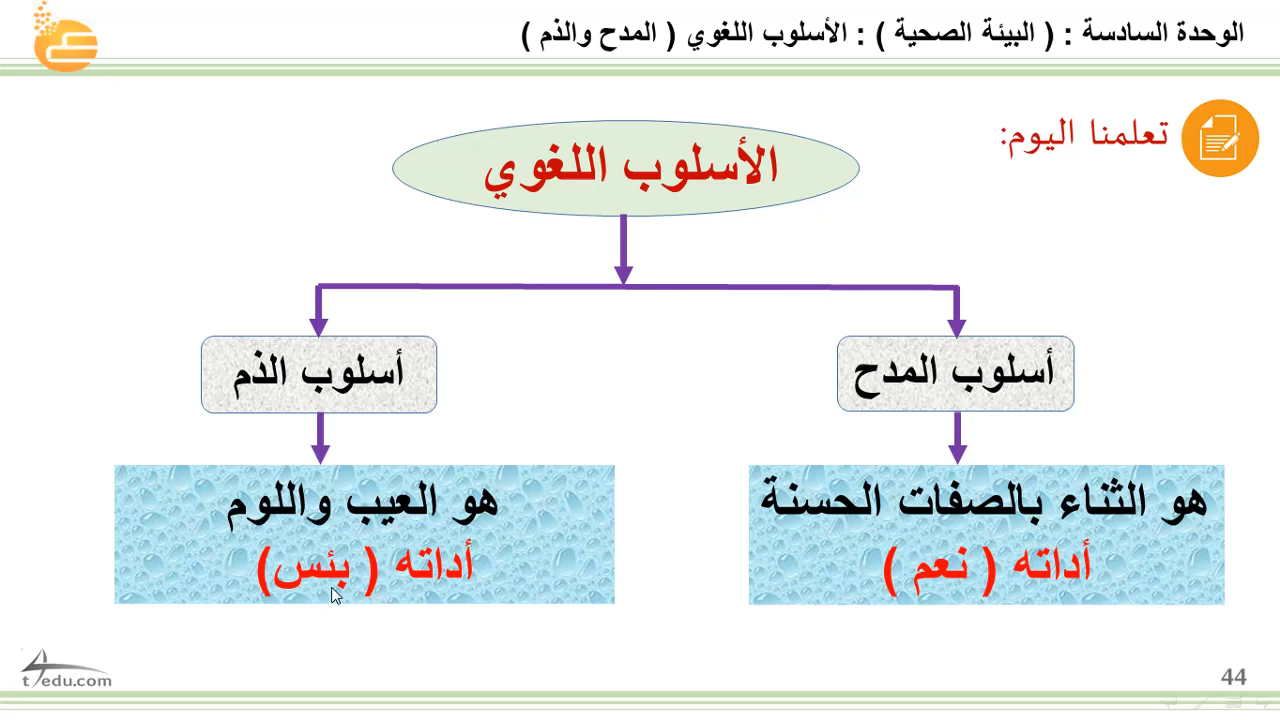 الوحدة السادسة : ( البيئة الصحية ) : الأسلوب اللغوي ( المدح والذم )
تعلمنا اليوم:
الأسلوب اللغوي
أسلوب المدح
أسلوب الذم
هو الثناء بالصفات الحسنة
أداته ( نعم )
هو العيب واللوم
أداته ( بئس)
t4edu.com
44